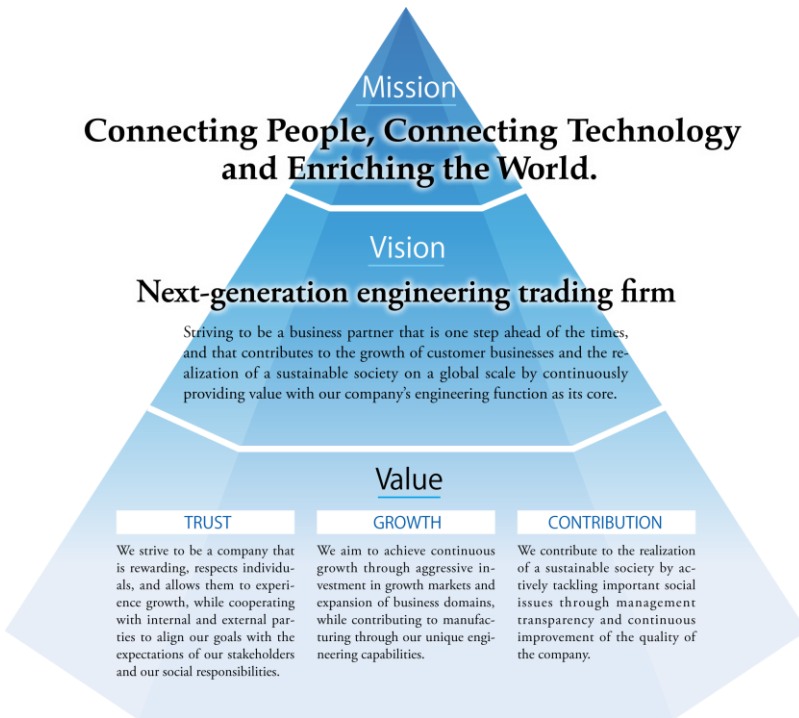 Mission
Connecting People, Connecting Technology
and Enriching the World.
Vision
Next-generation engineering trading firm
Striving to be a business partner that is one step ahead of the times,
and that contributes to the growth of customer businesses and the re-
alization of a sustainable society on a global scale by continuously
providing value with our company's engineering function as its core.
Value
TRUST
We strive to be a company that
is rewarding, respects individu-
als, and allows them to experi-
ence growth, while cooperating
with internal and external par-
ties to align our goals with the
expectations of our stakeholders
and our social responsibilities.
GROWTH
We aim to achieve continuous
growth through aggressive in-
vestment in growth markets and
expansion of business domains,
while contributing to manufac-
turing through our unique engi-
neering capabilities.
CONTRIBUTION
We contribute to the realization
of a sustainable society by ac-
tively tackling important social
issues through management
transparency and continuous
improvement of the quality of
the company.